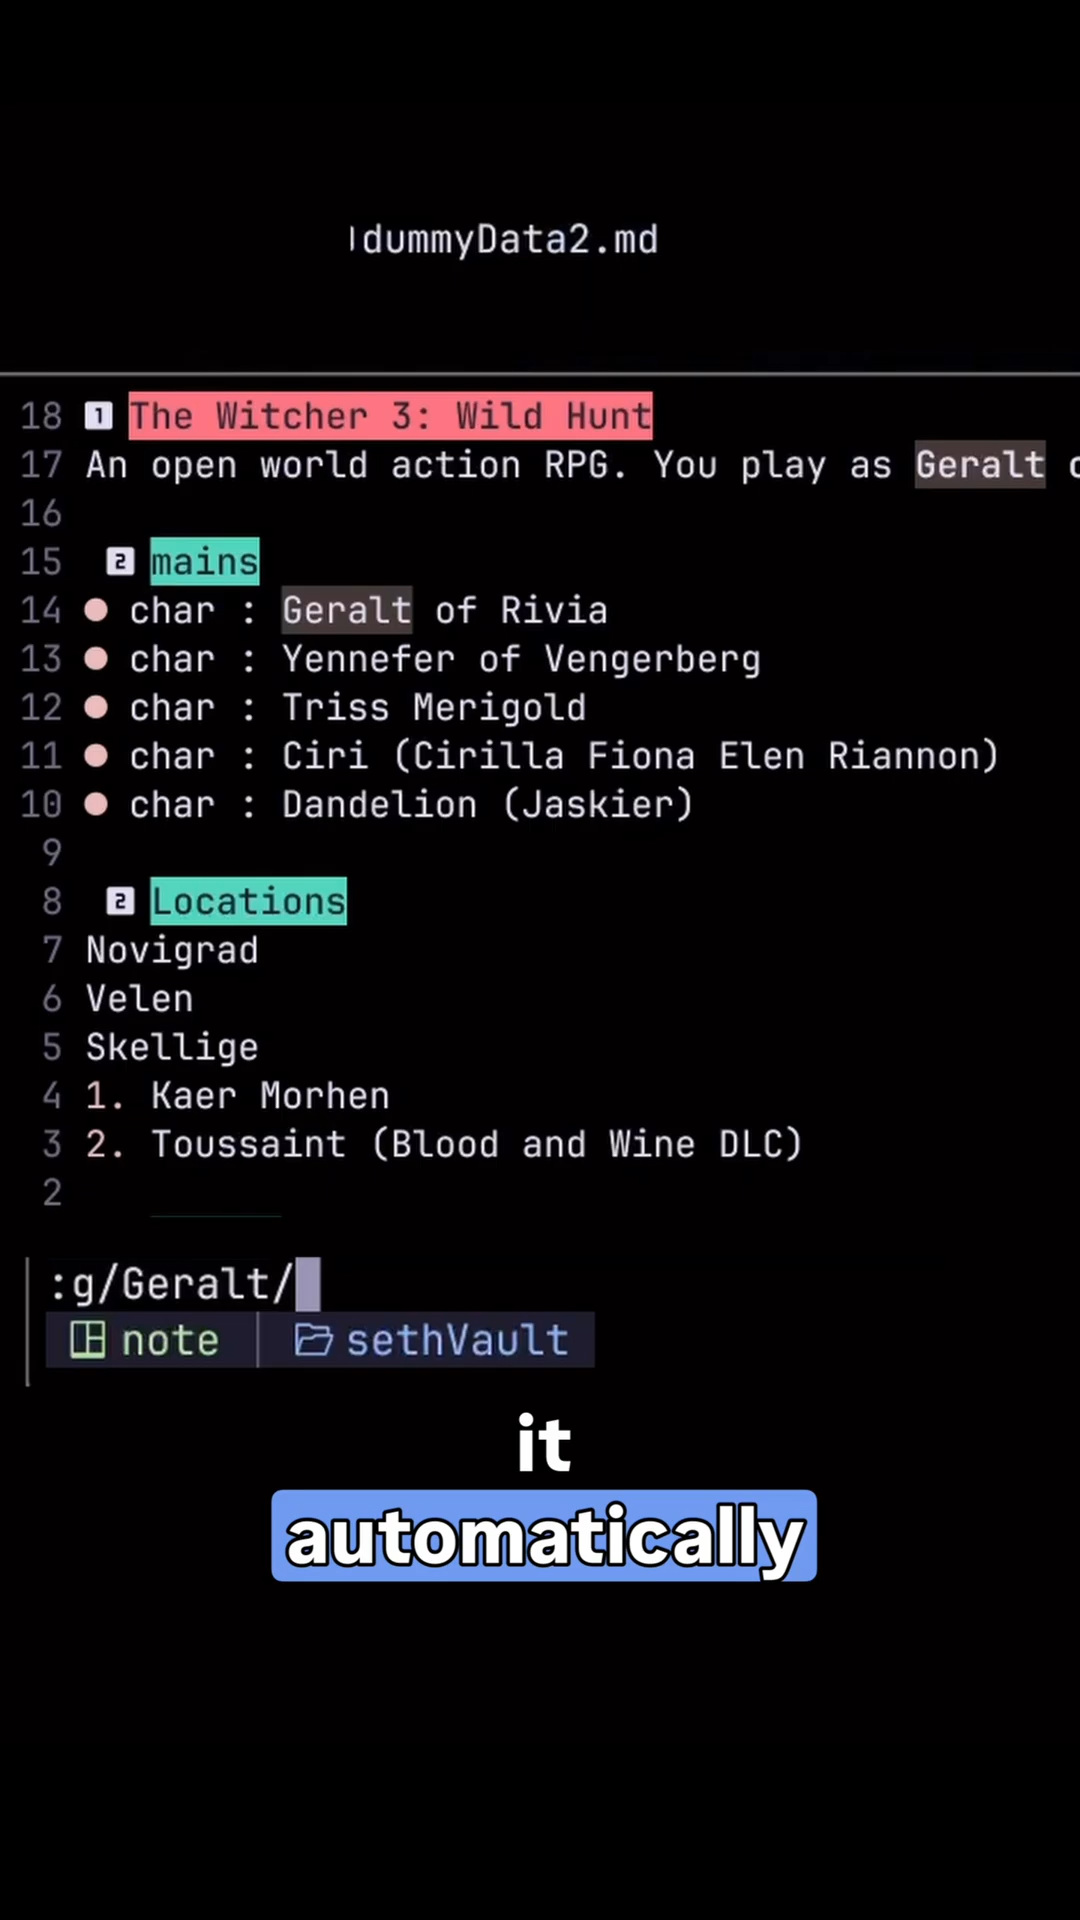 dummyData2.md
18 1 The Witcher 3: Wild Hunt
17 An open world action RPG. You play as Geralt
16
15 2 mains
14 char : Geralt of Rivia
13 char : Yennefer of Vengerberg
12 char : Triss Merigold
11 char : Ciri (Cirilla Fiona Elen Riannon)
10 char : Dandelion (Jaskier)
9
8 2 Locations
7 Novigrad
6 Velen
5 Skellige
4 1. Kaer Morhen
3 2. Toussaint (Blood and Wine DLC)
2
:g/Geralt/
note sethVault
it
automatically